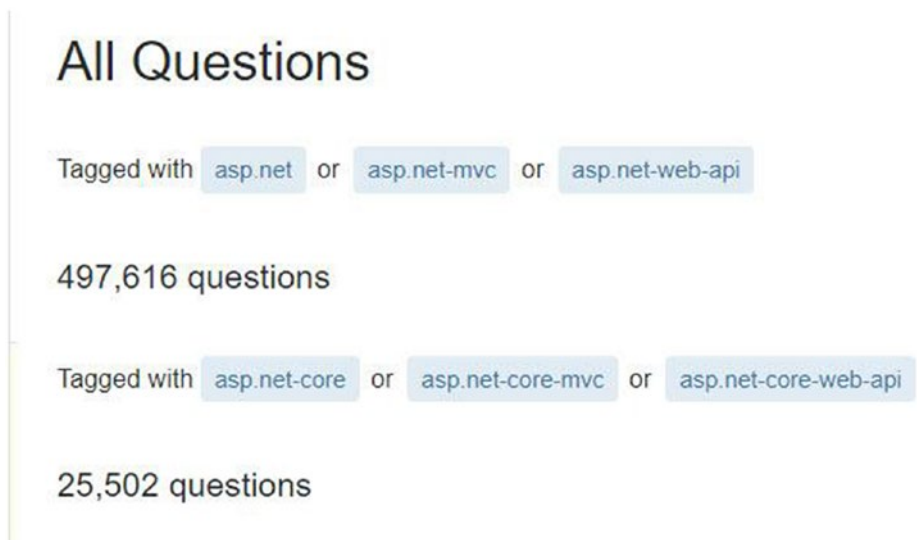 All Questions
Tagged with asp.net or asp.net-mvc or asp.net-web-api
497,616 questions
Tagged with asp.net-core or asp.net-core-mvc or asp.net-core-web-api
25,502 questions